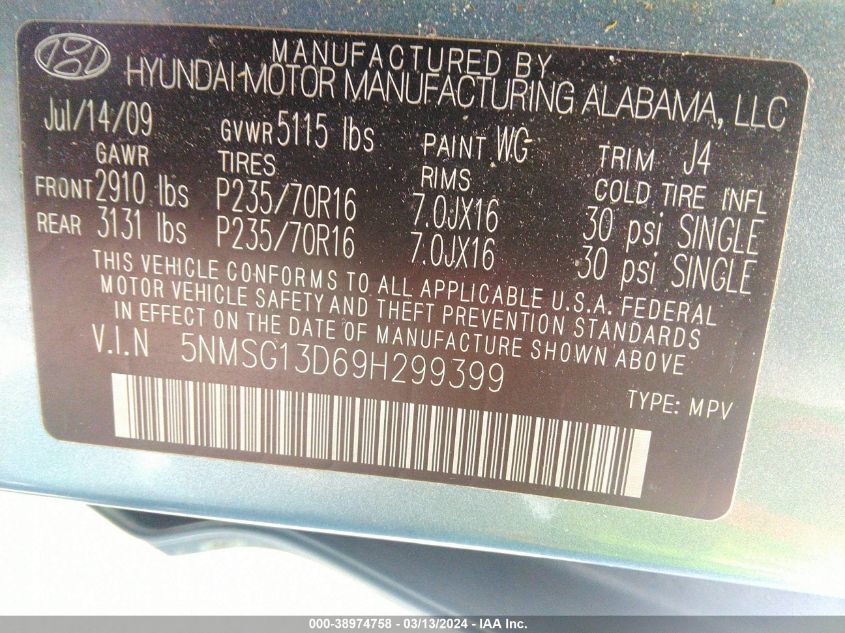 MANUFACTURED BY
HYUNDAI MOTOR MANUFACTURING ALABAMA, LLC
Jul/14/09 GVWR 5115 lbs PAINT WG TRIM J4
GAWR TIRES RIMS COLD TIRE INFL
FRONT 2910 lbs P235/70R16 7.0JX16 30 psi SINGLE
REAR 3131 lbs P235/70R16 7.0JX16 30 psi SINGLE
THIS VEHICLE CONFORMS TO ALL APPLICABLE U.S.A. FEDERAL
MOTOR VEHICLE SAFETY AND THEFT PREVENTION STANDARDS
IN EFFECT ON THE DATE OF MANUFACTURE SHOWN ABOVE
V.I.N 5NMSG13D69H299399
TYPE: MPV
000-38974758 - 03/13/2024 - IAA Inc.